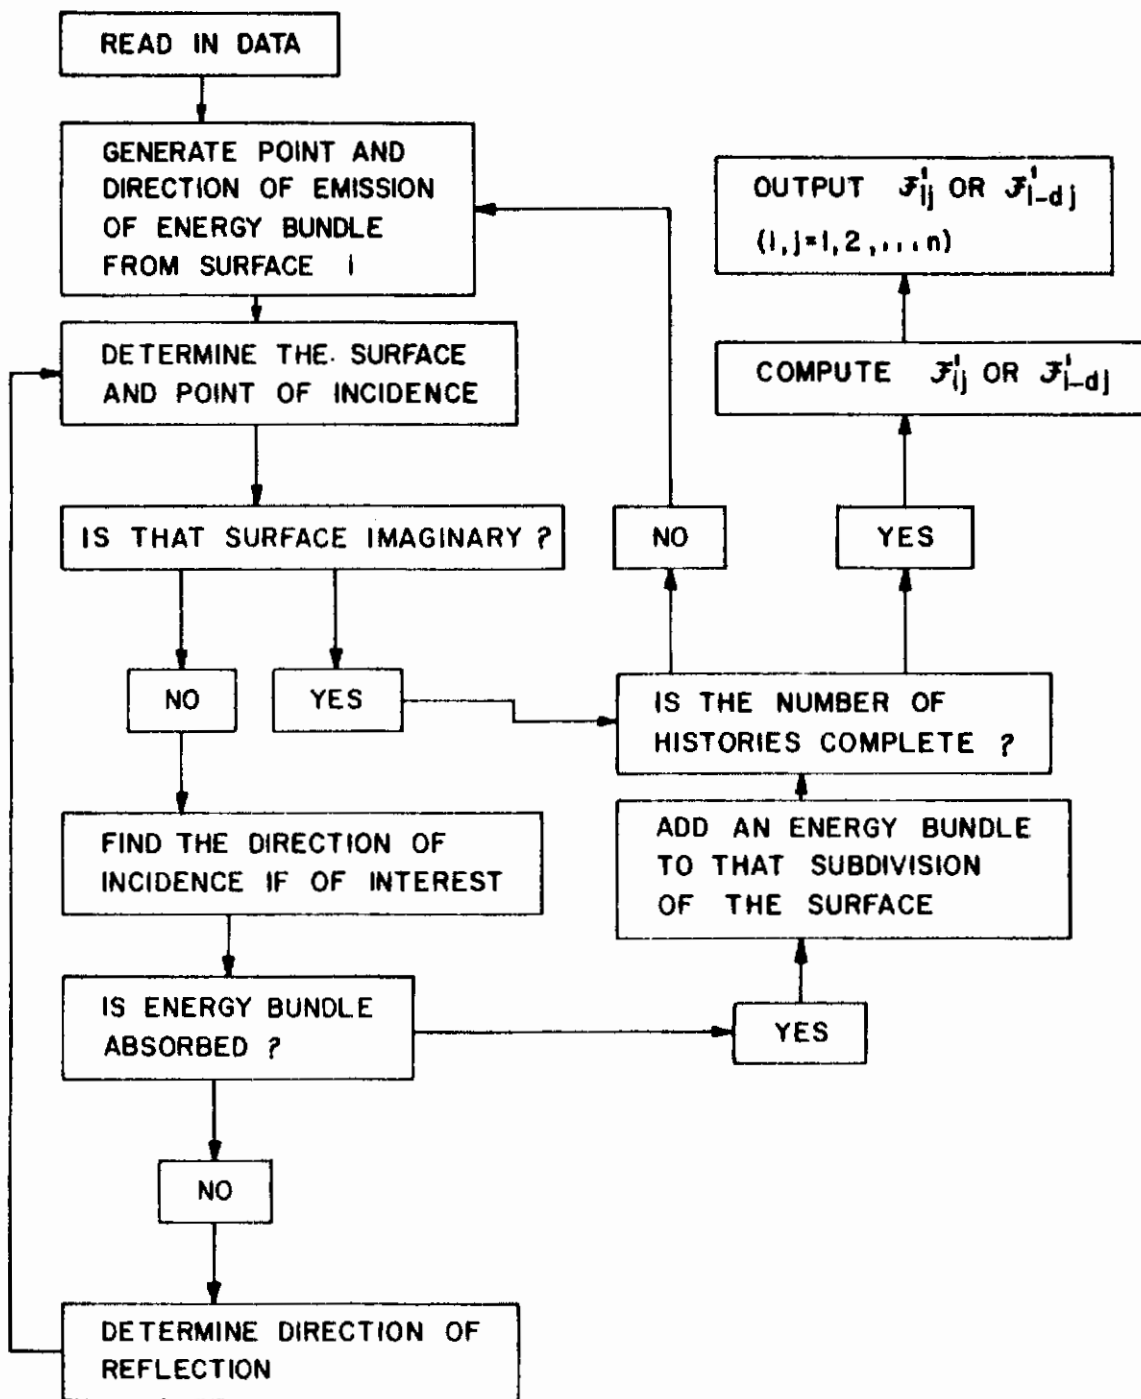 READ IN DATA
GENERATE POINT AND
DIRECTION OF EMISSION
OF ENERGY BUNDLE
FROM SURFACE i
DETERMINE THE SURFACE
AND POINT OF INCIDENCE
IS THAT SURFACE IMAGINARY ?
NO
YES
FIND THE DIRECTION OF
INCIDENCE IF OF INTEREST
IS ENERGY BUNDLE
ABSORBED ?
NO
DETERMINE DIRECTION OF
REFLECTION
YES
ADD AN ENERGY BUNDLE
TO THAT SUBDIVISION
OF THE SURFACE
IS THE NUMBER OF
HISTORIES COMPLETE ?
NO
YES
COMPUTE ℱ'ij OR ℱ'i-dj
OUTPUT ℱ'ij OR ℱ'i-dj
(i,j=1,2,...n)